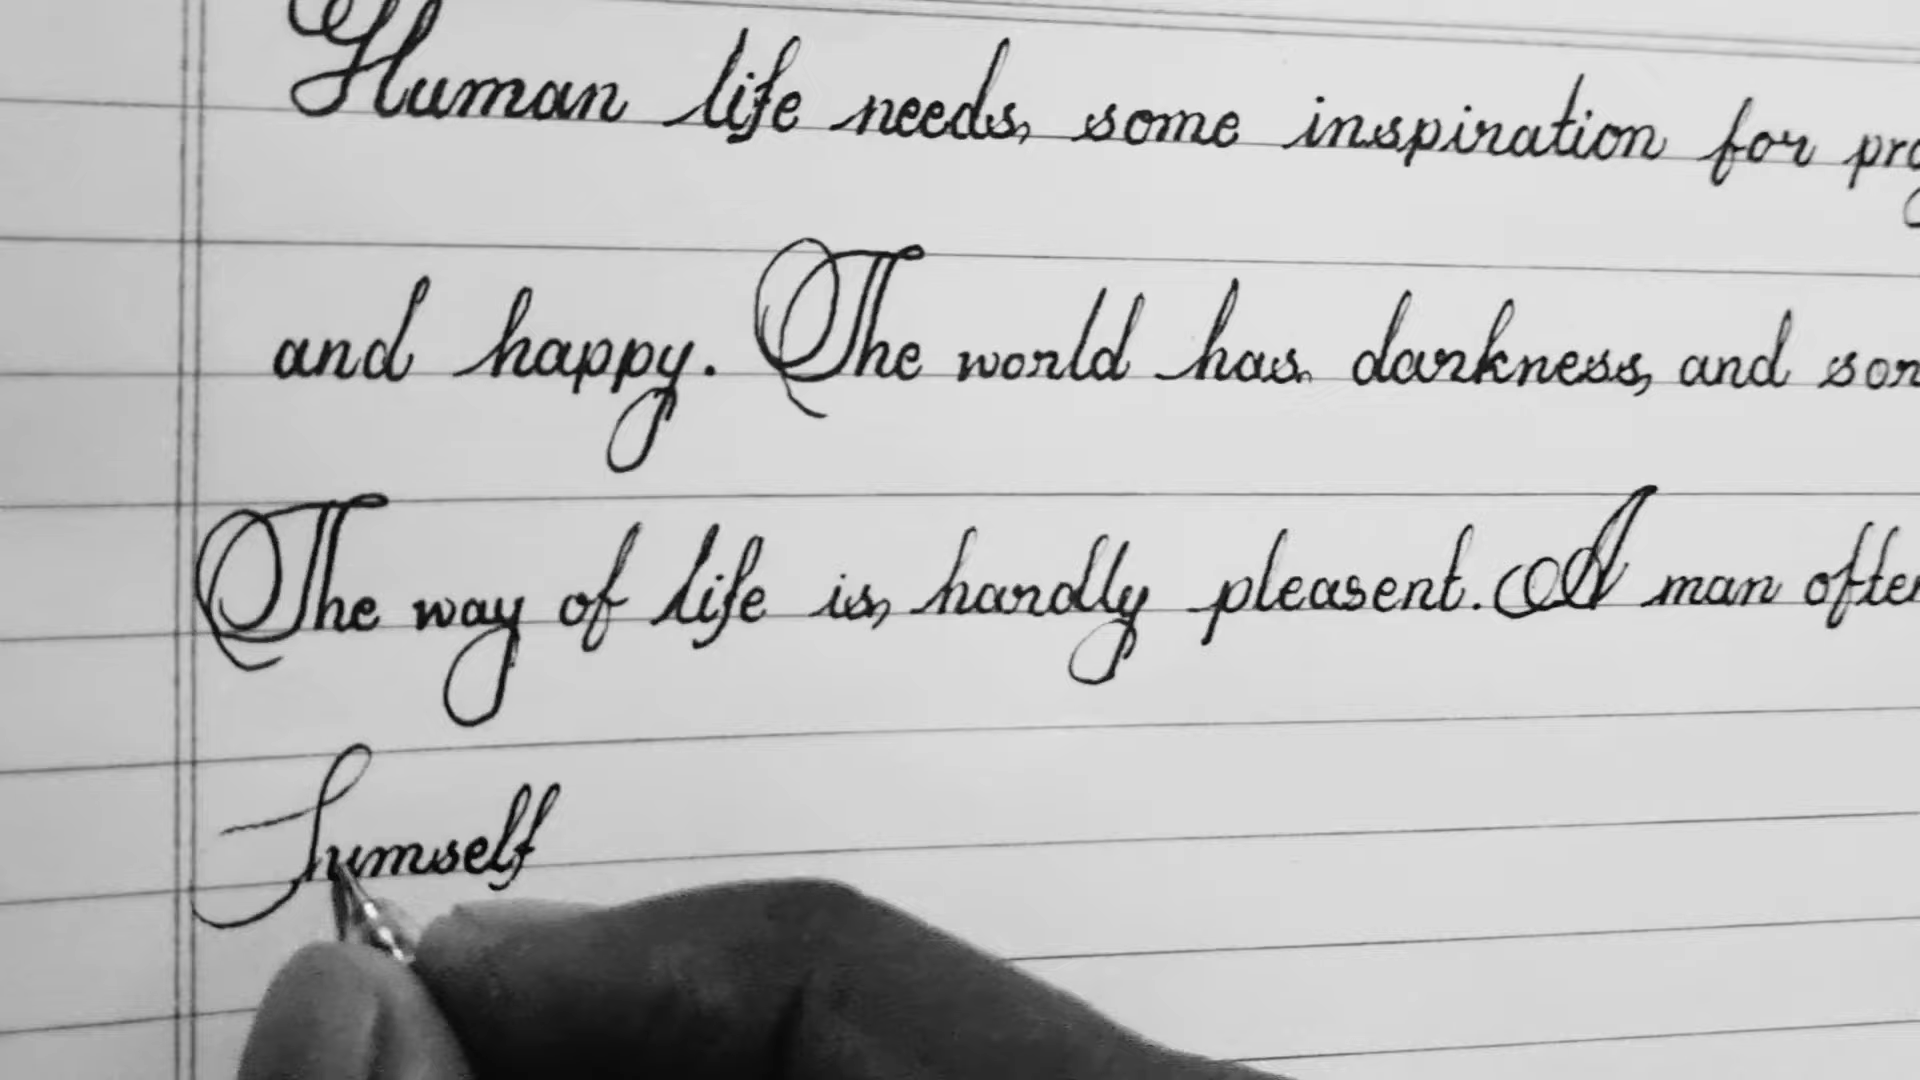 Human life needs some inspiration for
and happy. The world has darkness and
The way of life is hardly pleasent. A man